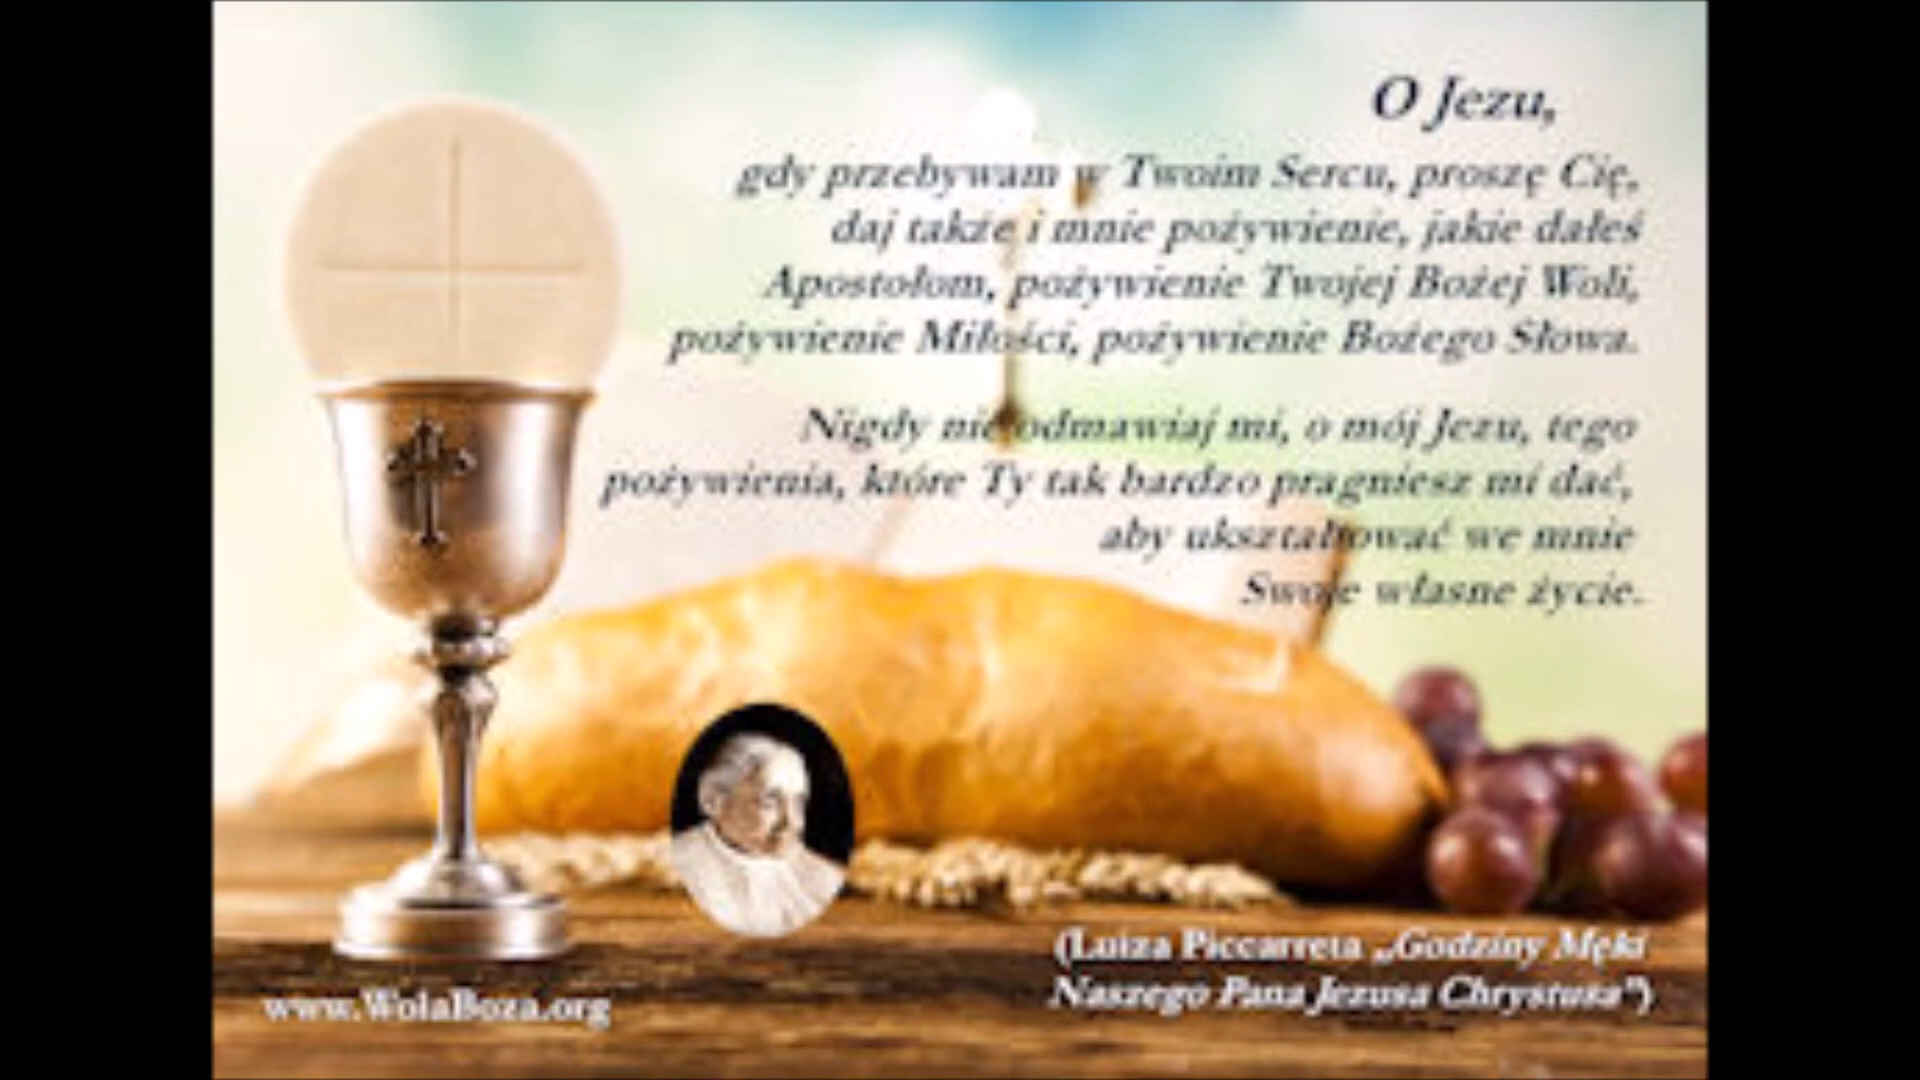 O Jezu,
gdy przebywam w Twoim Sercu, proszę Cię,
daj także i mnie pożywienie, jakie dałeś
Apostołom, pożywienie Twojej Bożej Woli,
pożywienie Miłości, pożywienie Bożego Słowa.
Nigdy nie odmawiaj mi, o mój Jezu, tego
pożywienia, które Ty tak bardzo pragniesz mi dać,
aby ukształtować we mnie
Swoje własne życie.
(Luiza Piccarreta „Godziny Męki
Naszego Pana Jezusa Chrystusa")
www.WolaBoza.org